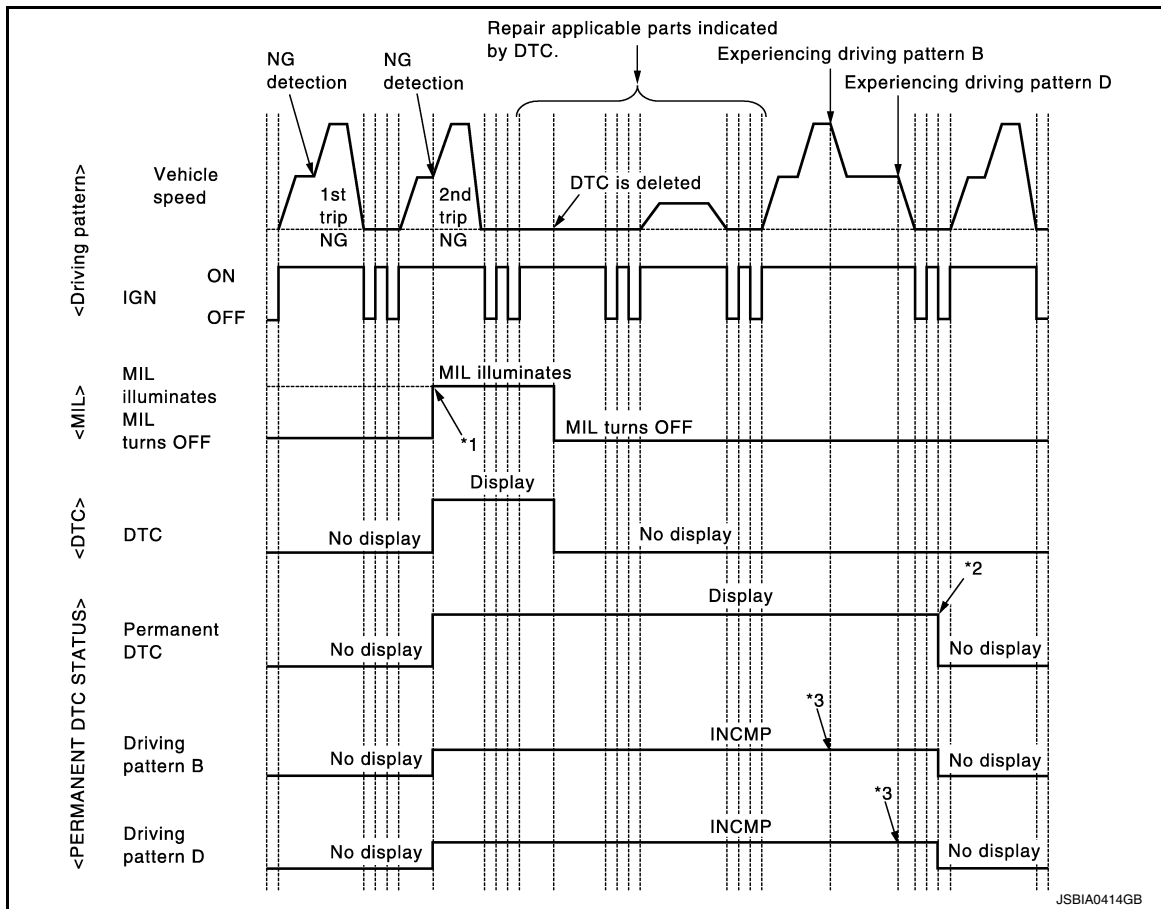 Repair applicable parts indicated
by DTC.
Experiencing driving pattern B
Experiencing driving pattern D
NG
detection
NG
detection
<Driving pattern>
Vehicle
speed
1st
trip
NG
2nd
trip
NG
DTC is deleted
IGN
ON
OFF
<MIL>
MIL
illuminates
MIL
turns OFF
MIL illuminates
*1
MIL turns OFF
<DTC>
DTC
No display
Display
No display
<PERMANENT DTC STATUS>
Permanent
DTC
No display
Display
*2
No display
Driving
pattern B
No display
INCMP
*3
No display
Driving
pattern D
No display
INCMP
*3
No display
JSBIA0414GB